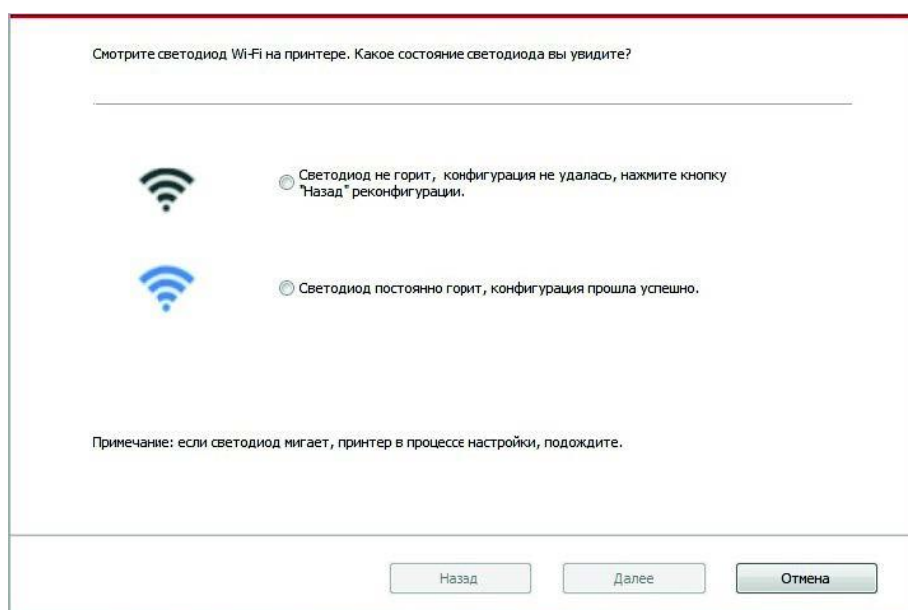 Смотрите светодиод Wi-Fi на принтере. Какое состояние светодиода вы увидите?
Светодиод не горит, конфигурация не удалась, нажмите кнопку
"Назад" реконфигурации.
Светодиод постоянно горит, конфигурация прошла успешно.
Примечание: если светодиод мигает, принтер в процессе настройки, подождите.
Назад
Далее
Отмена